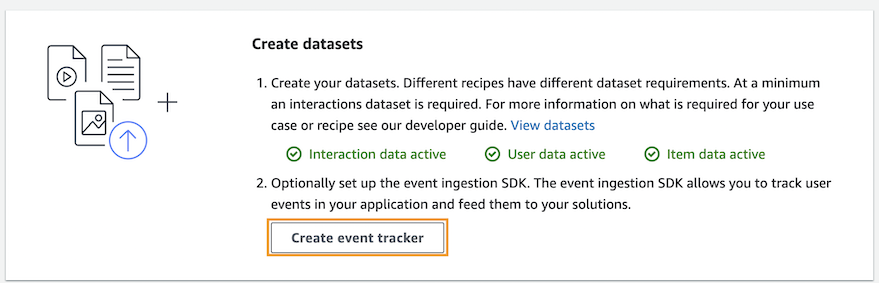 Create datasets
1. Create your datasets. Different recipes have different dataset requirements. At a minimum
an interactions dataset is required. For more information on what is required for your use
case or recipe see our developer guide. View datasets
Interaction data active User data active Item data active
2. Optionally set up the event ingestion SDK. The event ingestion SDK allows you to track user
events in your application and feed them to your solutions.
Create event tracker